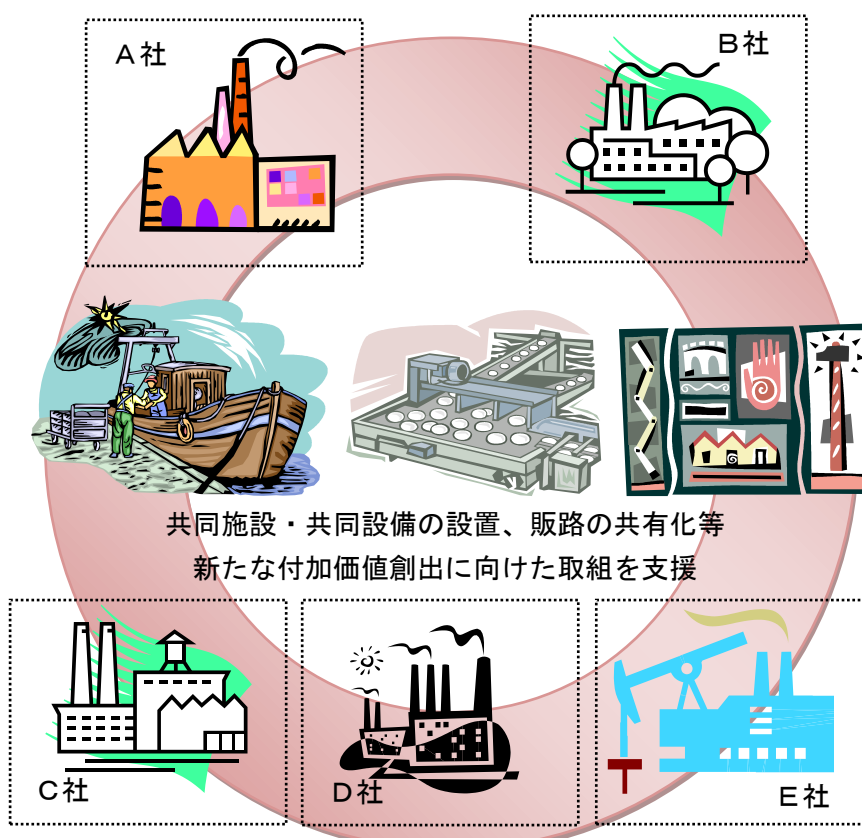 A社
B社
共同施設・共同設備の設置、販路の共有化等
新たな付加価値創出に向けた取組を支援
C社
D社
E社